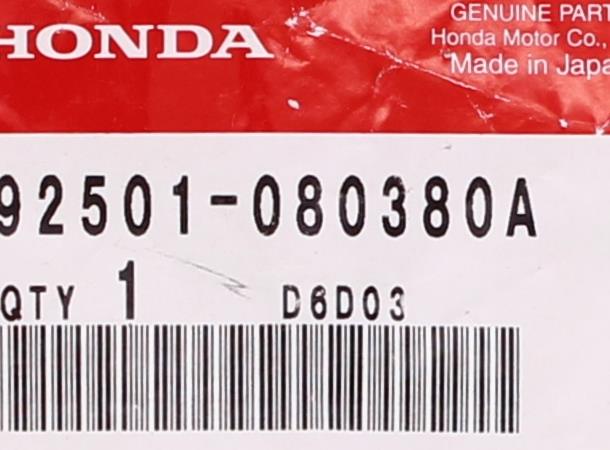 HONDA
GENUINE PART
Honda Motor Co.,
Made in Japa
92501-080380A
QTY 1 D6D03